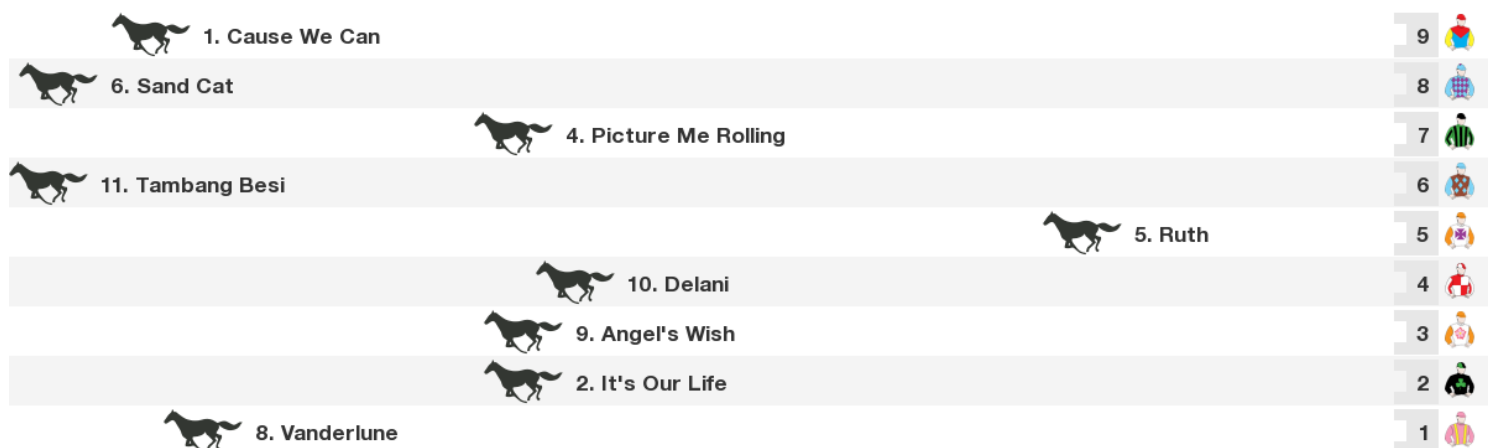 1. Cause We Can 9
6. Sand Cat 8
4. Picture Me Rolling 7
11. Tambang Besi 6
5. Ruth 5
10. Delani 4
9. Angel's Wish 3
2. It's Our Life 2
8. Vanderlune 1